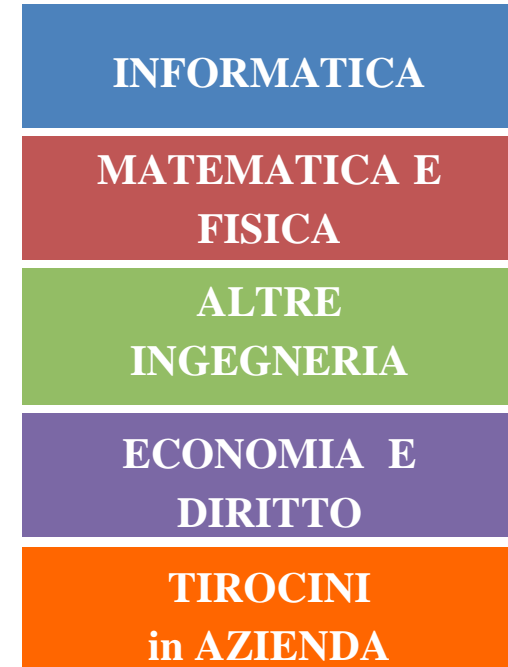 INFORMATICA
MATEMATICA E
FISICA
ALTRE
INGEGNERIA
ECONOMIA E
DIRITTO
TIROCINI
in AZIENDA